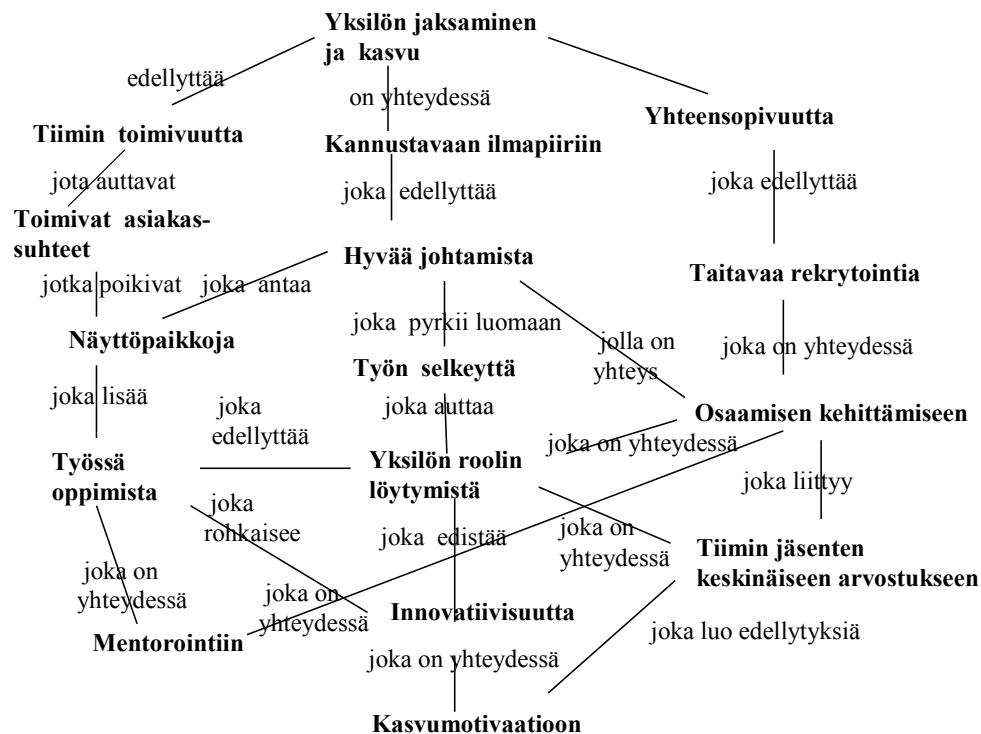 Yksilön jaksaminen
ja kasvu
edellyttää
on yhteydessä
Yhteensopivuutta
Tiimin toimivuutta
Kannustavaan ilmapiiriin
jota auttavat
joka edellyttää
joka edellyttää
Toimivat asiakas-
suhteet
Hyvää johtamista
Taitavaa rekrytointia
jotka poikivat
joka antaa
Näyttöpaikkoja
joka pyrkii luomaan
jolla on
yhteys
joka on yhteydessä
Työn selkeyttä
joka lisää
joka
edellyttää
joka auttaa
Osaamisen kehittämiseen
joka on yhteydessä
Työssä
oppimista
Yksilön roolin
löytymistä
joka liittyy
joka
rohkaisee
joka edistää
joka on
yhteydessä
Tiimin jäsenten
keskinäiseen arvostukseen
joka on
yhteydessä
joka on
yhteydessä
Innovatiivisuutta
Mentorointiin
joka luo edellytyksiä
joka on yhteydessä
Kasvumotivaatioon